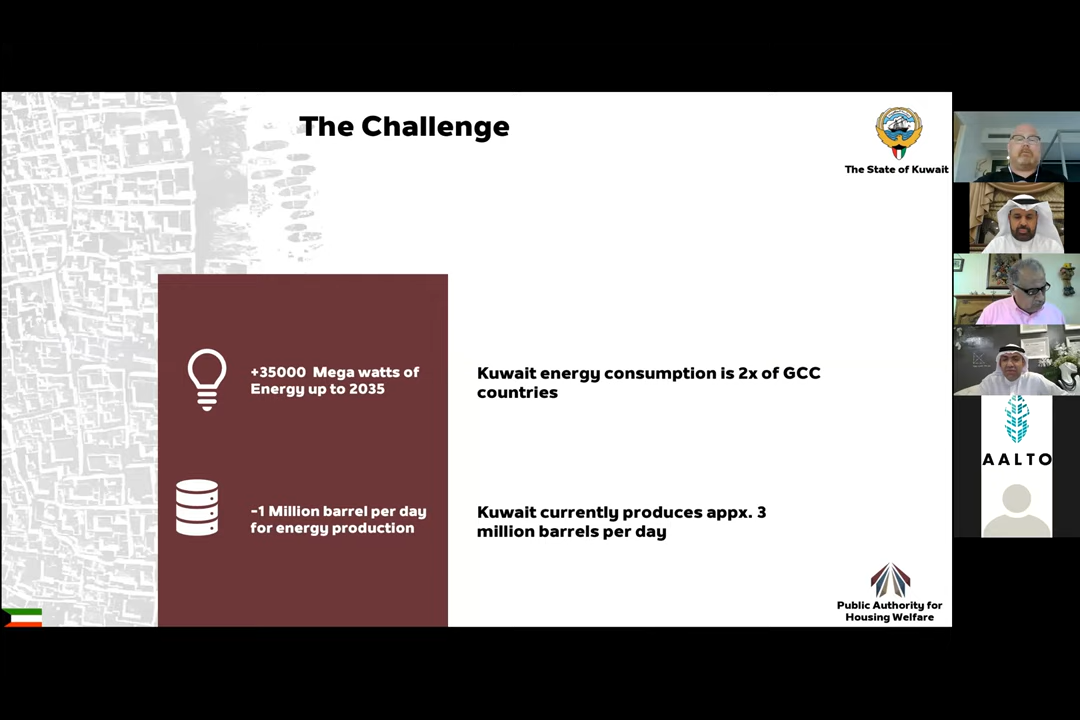 The Challenge
The State of Kuwait
+35000 Mega watts of
Energy up to 2035
Kuwait energy consumption is 2x of GCC
countries
-1 Million barrel per day
for energy production
Kuwait currently produces appx. 3
million barrels per day
Public Authority for
Housing Welfare
AALTO